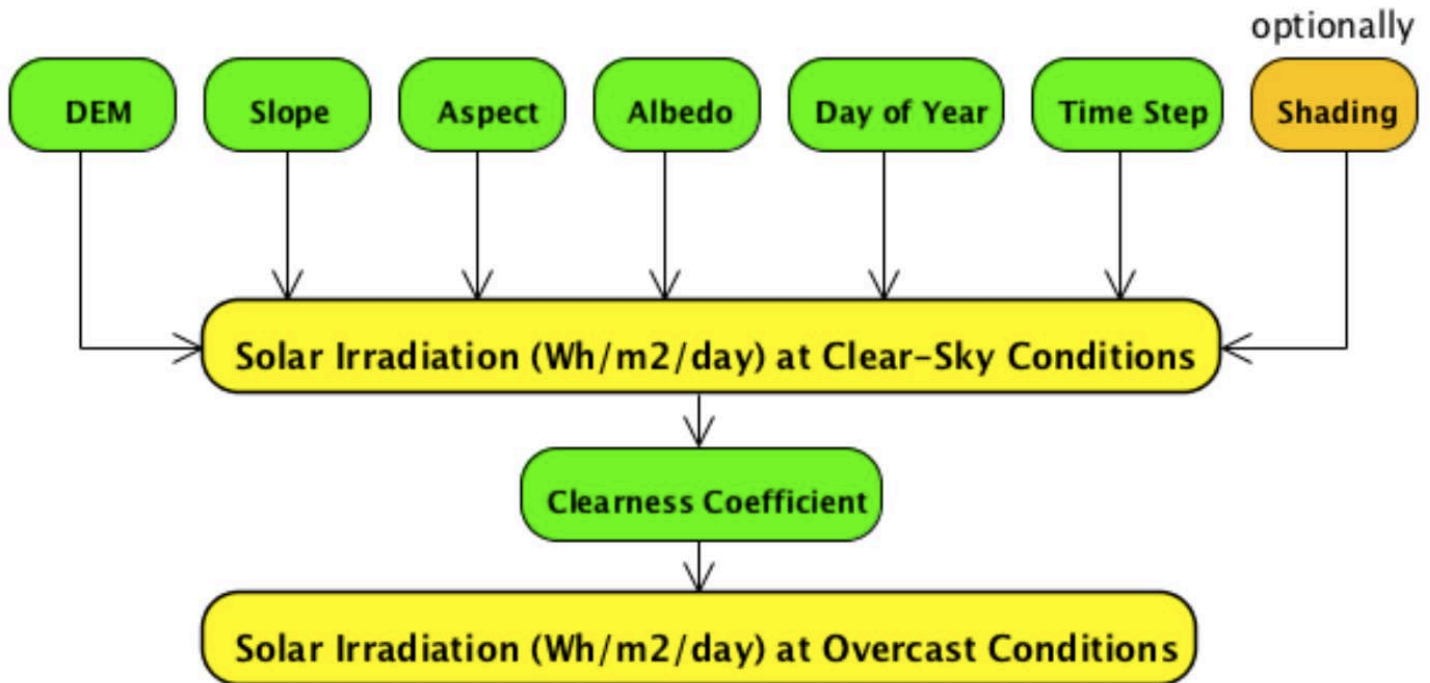 optionally
DEM
Slope
Aspect
Albedo
Day of Year
Time Step
Shading
Solar Irradiation (Wh/m2/day) at Clear-Sky Conditions
Clearness Coefficient
Solar Irradiation (Wh/m2/day) at Overcast Conditions